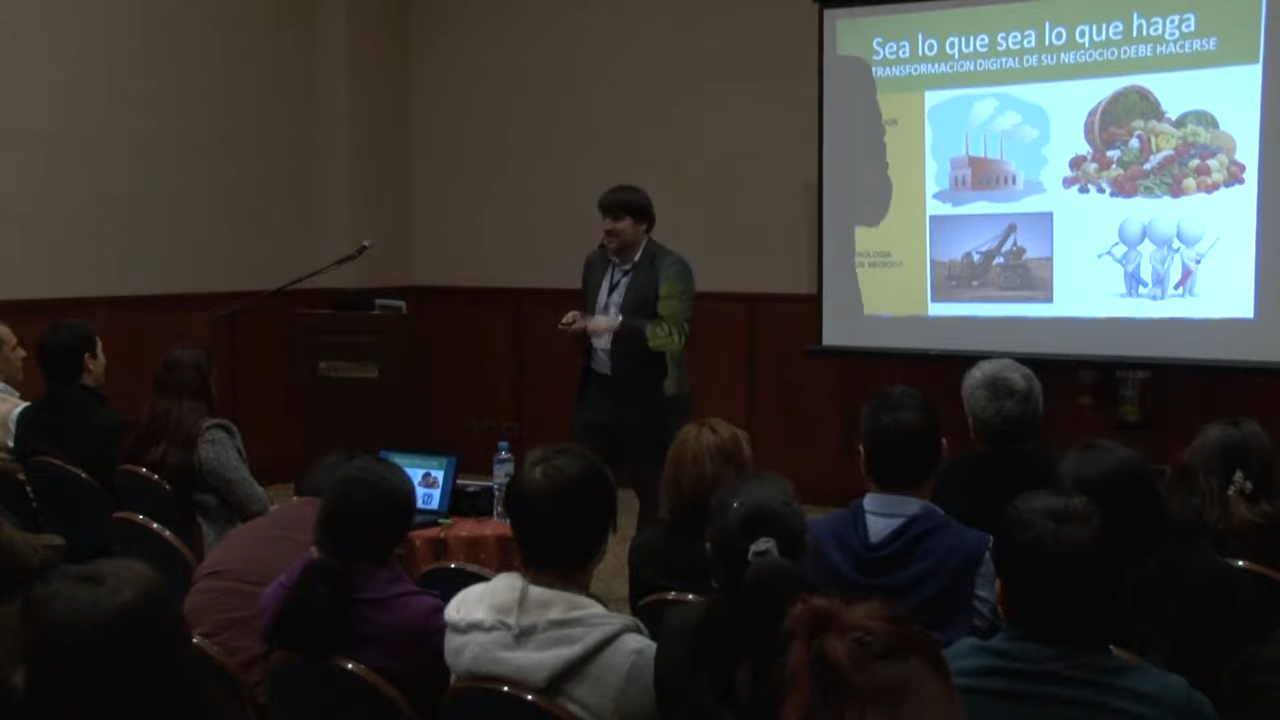 Sea lo que sea lo que haga
TRANSFORMACION DIGITAL DE SU NEGOCIO DEBE HACERSE